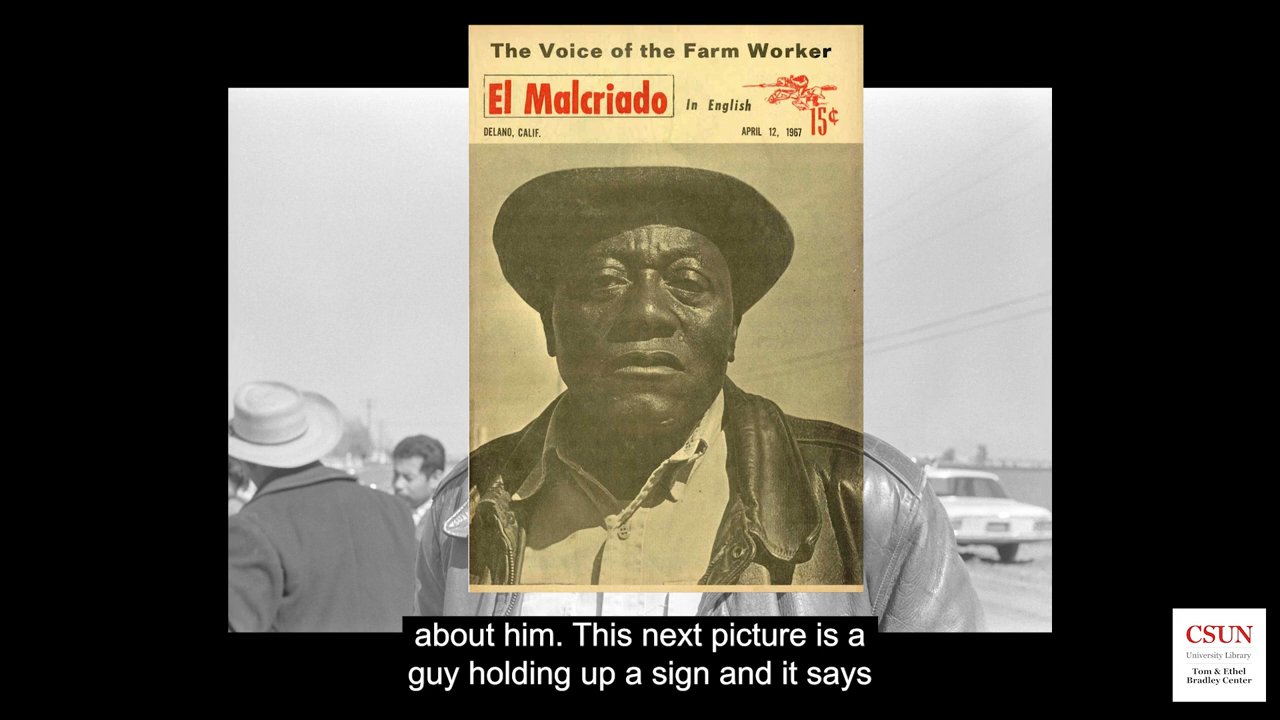 The Voice of the Farm Worker
El Malcriado In English
15¢
DELANO, CALIF. APRIL 12, 1967
about him. This next picture is a
guy holding up a sign and it says
CSUN
University Library
Tom & Ethel
Bradley Center